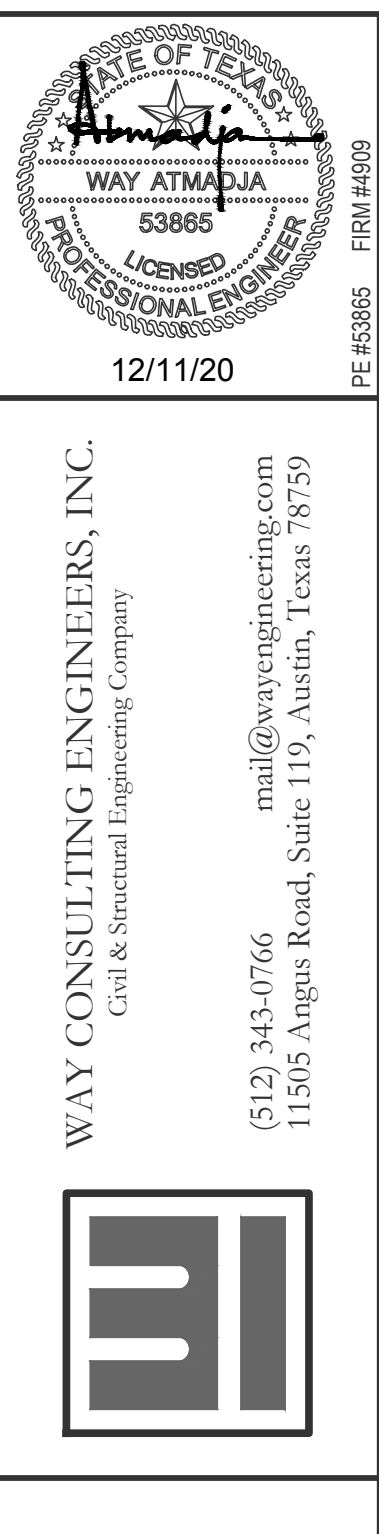 STATE OF TEXAS
Atmadja
WAY ATMADJA
53865
LICENSED
PROFESSIONAL ENGINEER
12/11/20
PE #53865 FIRM #4909
WAY CONSULTING ENGINEERS, INC.
Civil & Structural Engineering Company
(512) 343-0766 mail@wayengineering.com
11505 Angus Road, Suite 119, Austin, Texas 78759